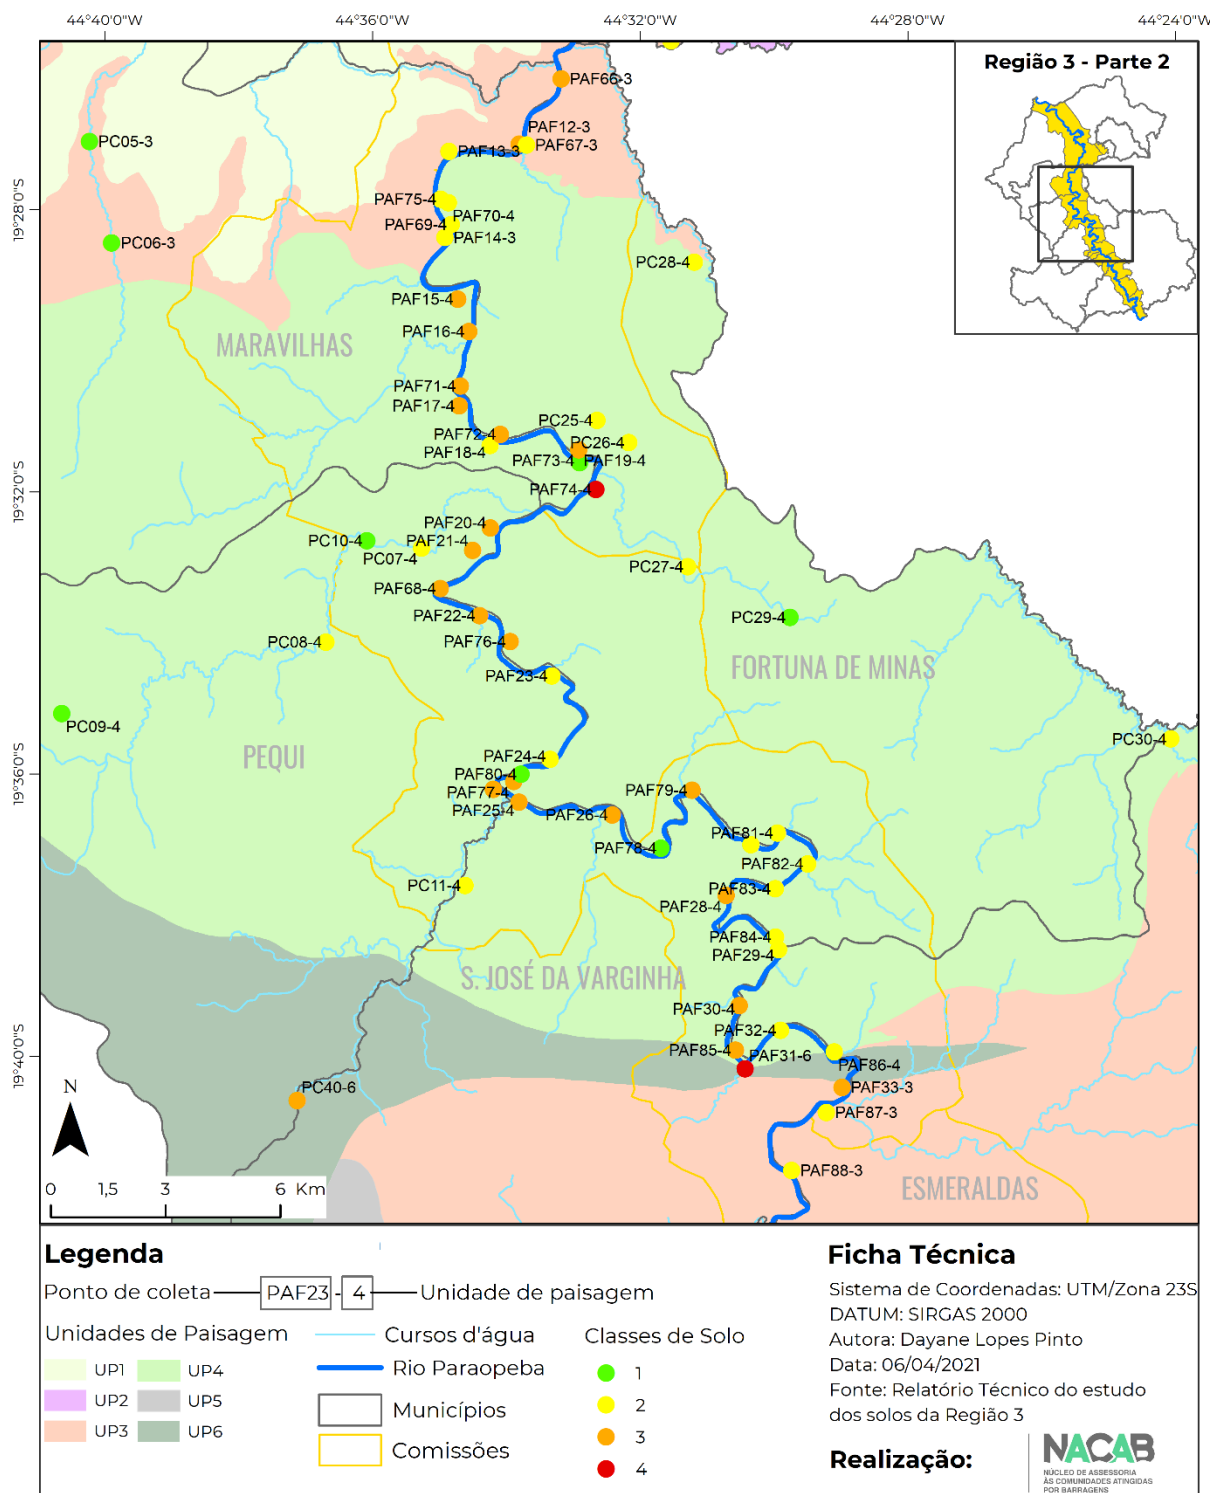 44°40'0"W 44°36'0"W 44°32'0"W 44°28'0"W 44°24'0"W
Região 3 - Parte 2
PAF66-3
PAF12-3
PC05-3
PAF13-3
PAF67-3
PAF75-4
19°28'0"S
PAF70-4
PAF69-4
PAF14-3
PC06-3
PC28-4
PAF15-4
PAF16-4
MARAVILHAS
PAF71-4
PAF17-4
PC25-4
PAF72-4
PC26-4
PAF18-4
PAF73-4
PAF19-4
PAF74-4
19°32'0"S
PAF20-4
PC10-4
PAF21-4
PC07-4
PC27-4
PAF68-4
PAF22-4
PC29-4
PC08-4
PAF76-4
FORTUNA DE MINAS
PAF23-4
PC09-4
PC30-4
PEQUI
PAF24-4
19°36'0"S
PAF80-4
PAF77-4
PAF79-4
PAF25-4
PAF26-4
PAF81-4
PAF78-4
PAF82-4
PC11-4
PAF83-4
PAF28-4
PAF84-4
PAF29-4
S. JOSÉ DA VARGINHA
PAF30-4
PAF32-4
PAF85-4
PAF31-6
19°40'0"S
PAF86-4
PC40-6
PAF33-3
PAF87-3
N
PAF88-3
ESMERALDAS
0 1,5 3 6 Km
Legenda
Ponto de coleta PAF23 - 4 Unidade de paisagem
Unidades de Paisagem
UP1 UP4
UP2 UP5
UP3 UP6
Cursos d'água
Rio Paraopeba
Municípios
Comissões
Classes de Solo
1
2
3
4
Ficha Técnica
Sistema de Coordenadas: UTM/Zona 23S
DATUM: SIRGAS 2000
Autora: Dayane Lopes Pinto
Data: 06/04/2021
Fonte: Relatório Técnico do estudo
dos solos da Região 3
Realização:
NACAB
NÚCLEO DE ASSESSORIA
ÀS COMUNIDADES ATINGIDAS
POR BARRAGENS